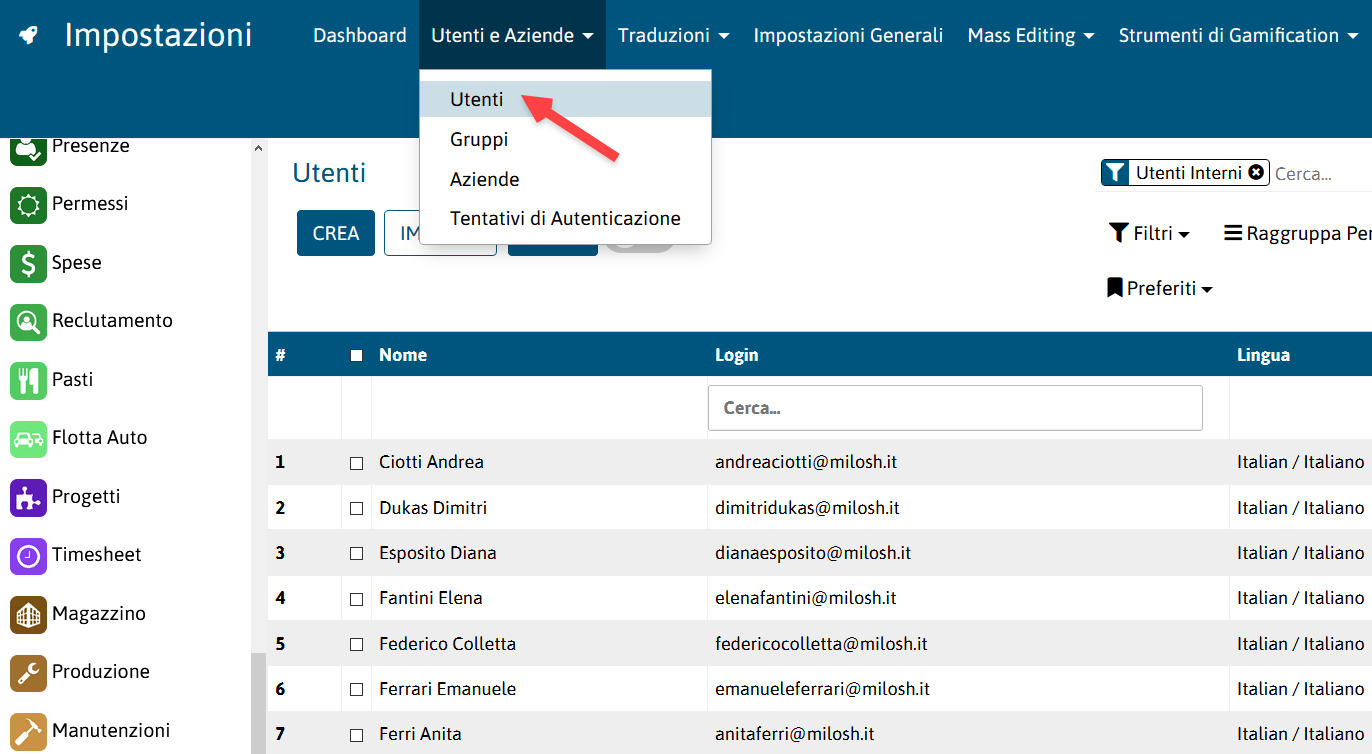 Impostazioni
Dashboard Utenti e Aziende Traduzioni Impostazioni Generali Mass Editing Strumenti di Gamification
Utenti
Gruppi
Aziende
Tentativi di Autenticazione
Presenze
Permessi
Spese
Reclutamento
Pasti
Flotta Auto
Progetti
Timesheet
Magazzino
Produzione
Manutenzioni
Utenti
Utenti Interni Cerca...
CREA IM
Filtri Raggruppa Per
Preferiti
# Nome Login Lingua
Cerca...
1 Ciotti Andrea andreaciotti@milosh.it Italian / Italiano
2 Dukas Dimitri dimitridukas@milosh.it Italian / Italiano
3 Esposito Diana dianaesposito@milosh.it Italian / Italiano
4 Fantini Elena elenafantini@milosh.it Italian / Italiano
5 Federico Colletta federicocolletta@milosh.it Italian / Italiano
6 Ferrari Emanuele emanueleferrari@milosh.it Italian / Italiano
7 Ferri Anita anitaferri@milosh.it Italian / Italiano